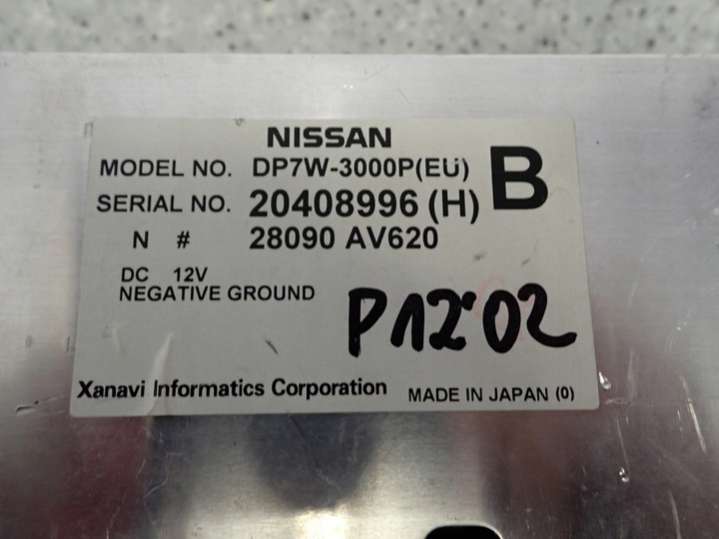 NISSAN
MODEL NO. DP7W-3000P(EU)
B
SERIAL NO. 20408996 (H)
N # 28090 AV620
DC 12V
NEGATIVE GROUND
P12'02
Xanavi Informatics Corporation
MADE IN JAPAN (0)